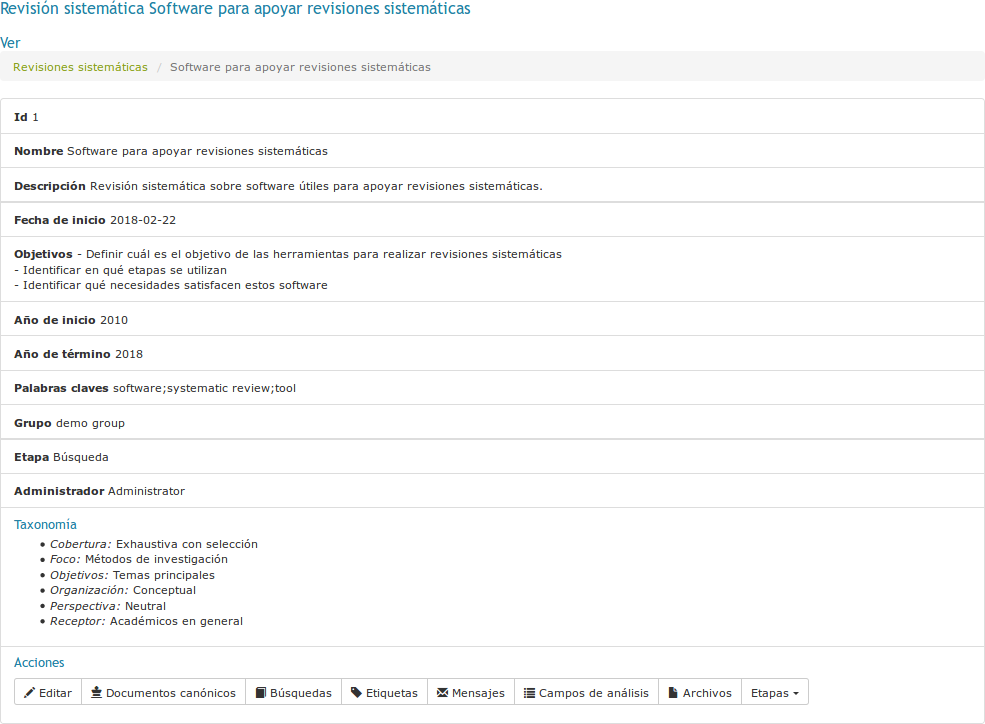 Revisión sistemática Software para apoyar revisiones sistemáticas
Ver
Revisiones sistemáticas / Software para apoyar revisiones sistemáticas
Id 1
Nombre Software para apoyar revisiones sistemáticas
Descripción Revisión sistemática sobre software útiles para apoyar revisiones sistemáticas.
Fecha de inicio 2018-02-22
Objetivos - Definir cuál es el objetivo de las herramientas para realizar revisiones sistemáticas
- Identificar en qué etapas se utilizan
- Identificar qué necesidades satisfacen estos software
Año de inicio 2010
Año de término 2018
Palabras claves software;systematic review;tool
Grupo demo group
Etapa Búsqueda
Administrador Administrator
Taxonomía
• Cobertura: Exhaustiva con selección
• Foco: Métodos de investigación
• Objetivos: Temas principales
• Organización: Conceptual
• Perspectiva: Neutral
• Receptor: Académicos en general
Acciones
Editar Documentos canónicos Búsquedas Etiquetas Mensajes Campos de análisis Archivos Etapas